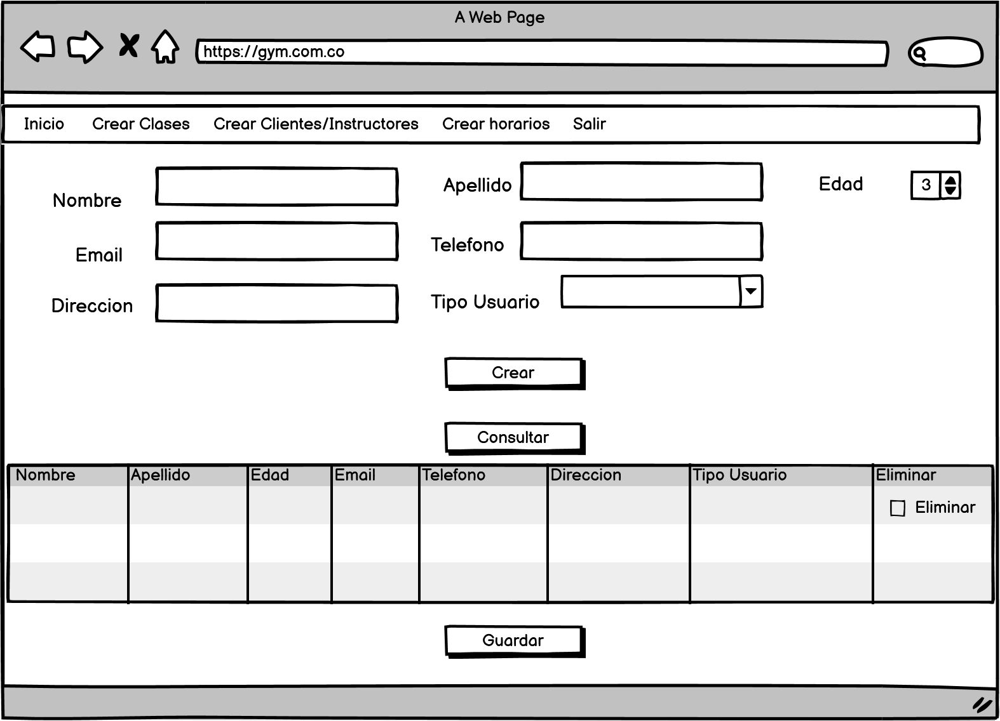 A Web Page
https://gym.com.co
Inicio Crear Clases Crear Clientes/Instructores Crear horarios Salir
Nombre Apellido Edad 3
Email Telefono
Direccion Tipo Usuario
Crear
Consultar
Nombre Apellido Edad Email Telefono Direccion Tipo Usuario Eliminar
Eliminar
Guardar